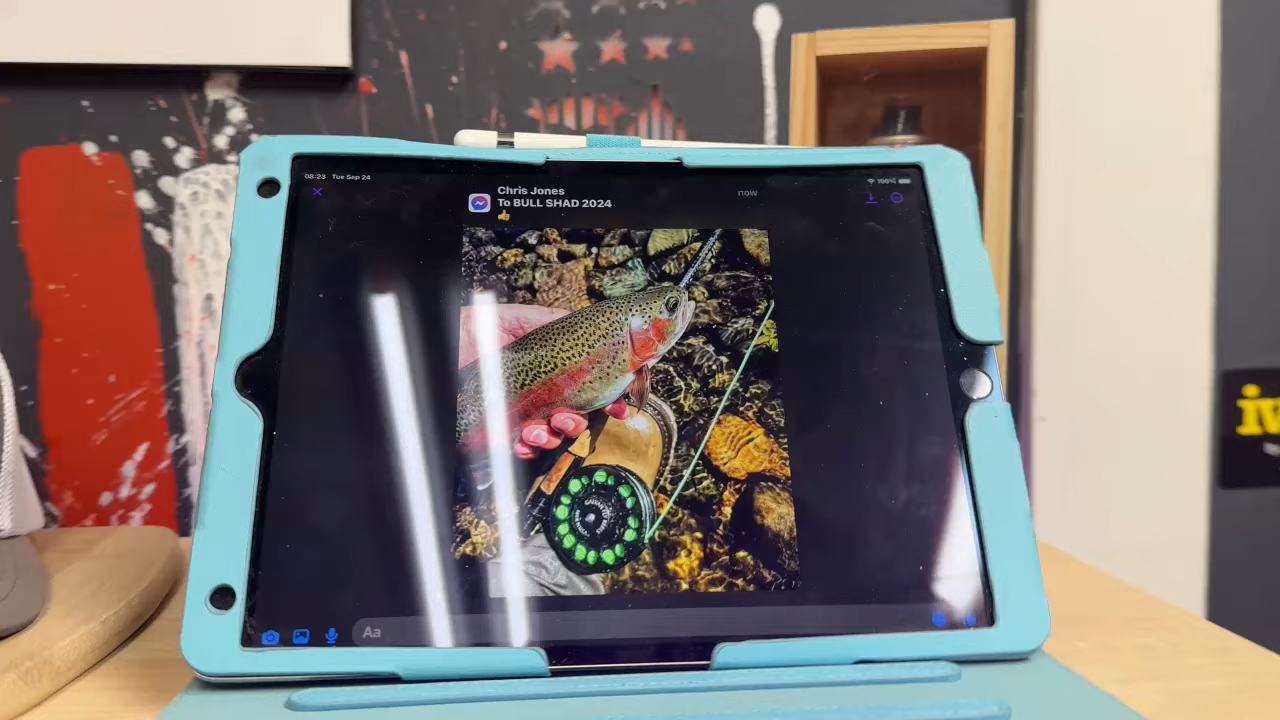 08:23 Tue Sep 24
100%
Chris Jones
now
To BULL SHAD 2024
👍
Aa